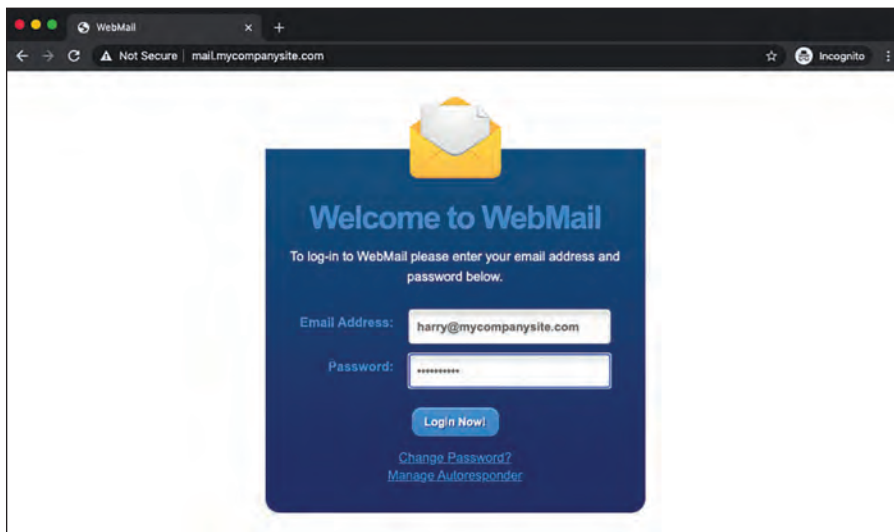 WebMail
Not Secure mail.mycompanysite.com Incognito
Welcome to WebMail
To log-in to WebMail please enter your email address and
password below.
Email Address: harry@mycompanysite.com
Password: ••••••••••
Login Now!
Change Password?
Manage Autoresponder